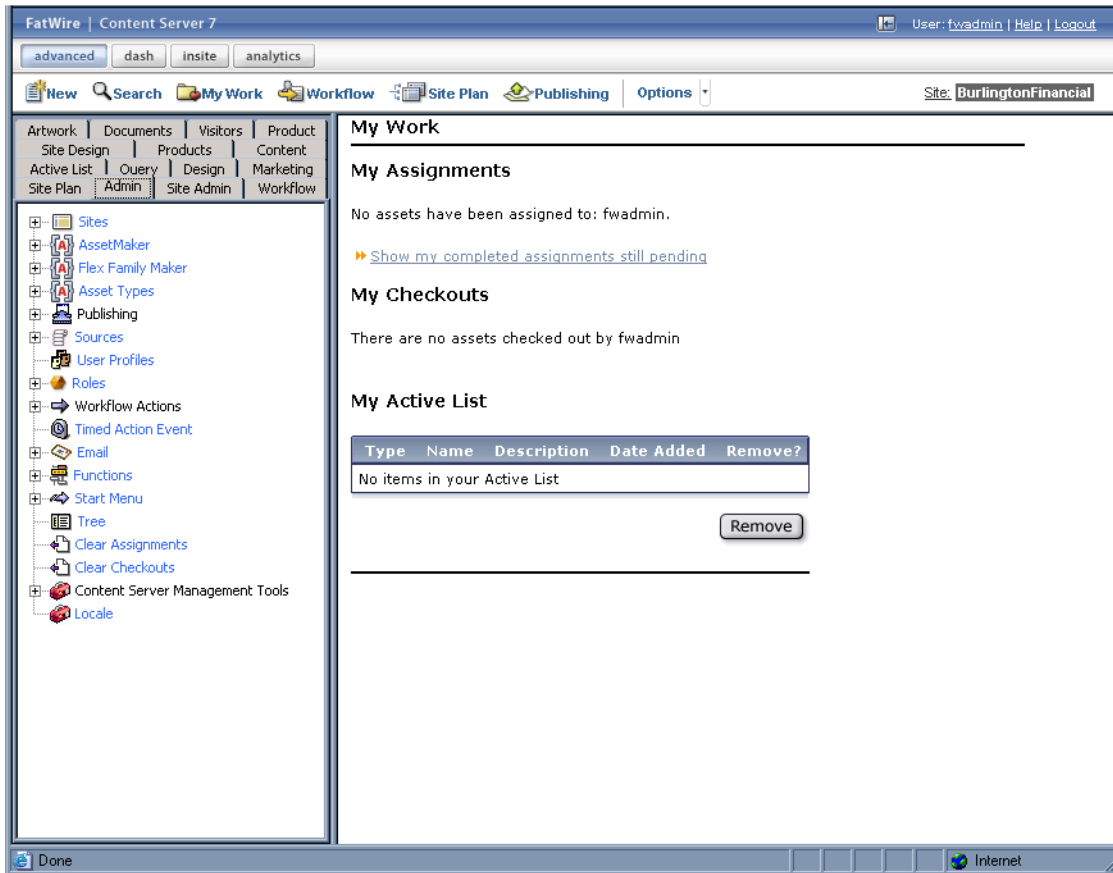 FatWire | Content Server 7
User: fwadmin | Help | Logout
advanced dash insite analytics
New Search My Work Workflow Site Plan Publishing Options Site: BurlingtonFinancial
Artwork Documents Visitors Product
Site Design Products Content
Active List Query Design Marketing
Site Plan Admin Site Admin Workflow
Sites
AssetMaker
Flex Family Maker
Asset Types
Publishing
Sources
User Profiles
Roles
Workflow Actions
Timed Action Event
Email
Functions
Start Menu
Tree
Clear Assignments
Clear Checkouts
Content Server Management Tools
Locale
My Work
My Assignments
No assets have been assigned to: fwadmin.
Show my completed assignments still pending
My Checkouts
There are no assets checked out by fwadmin
My Active List
Type Name Description Date Added Remove?
No items in your Active List
Remove
Done Internet